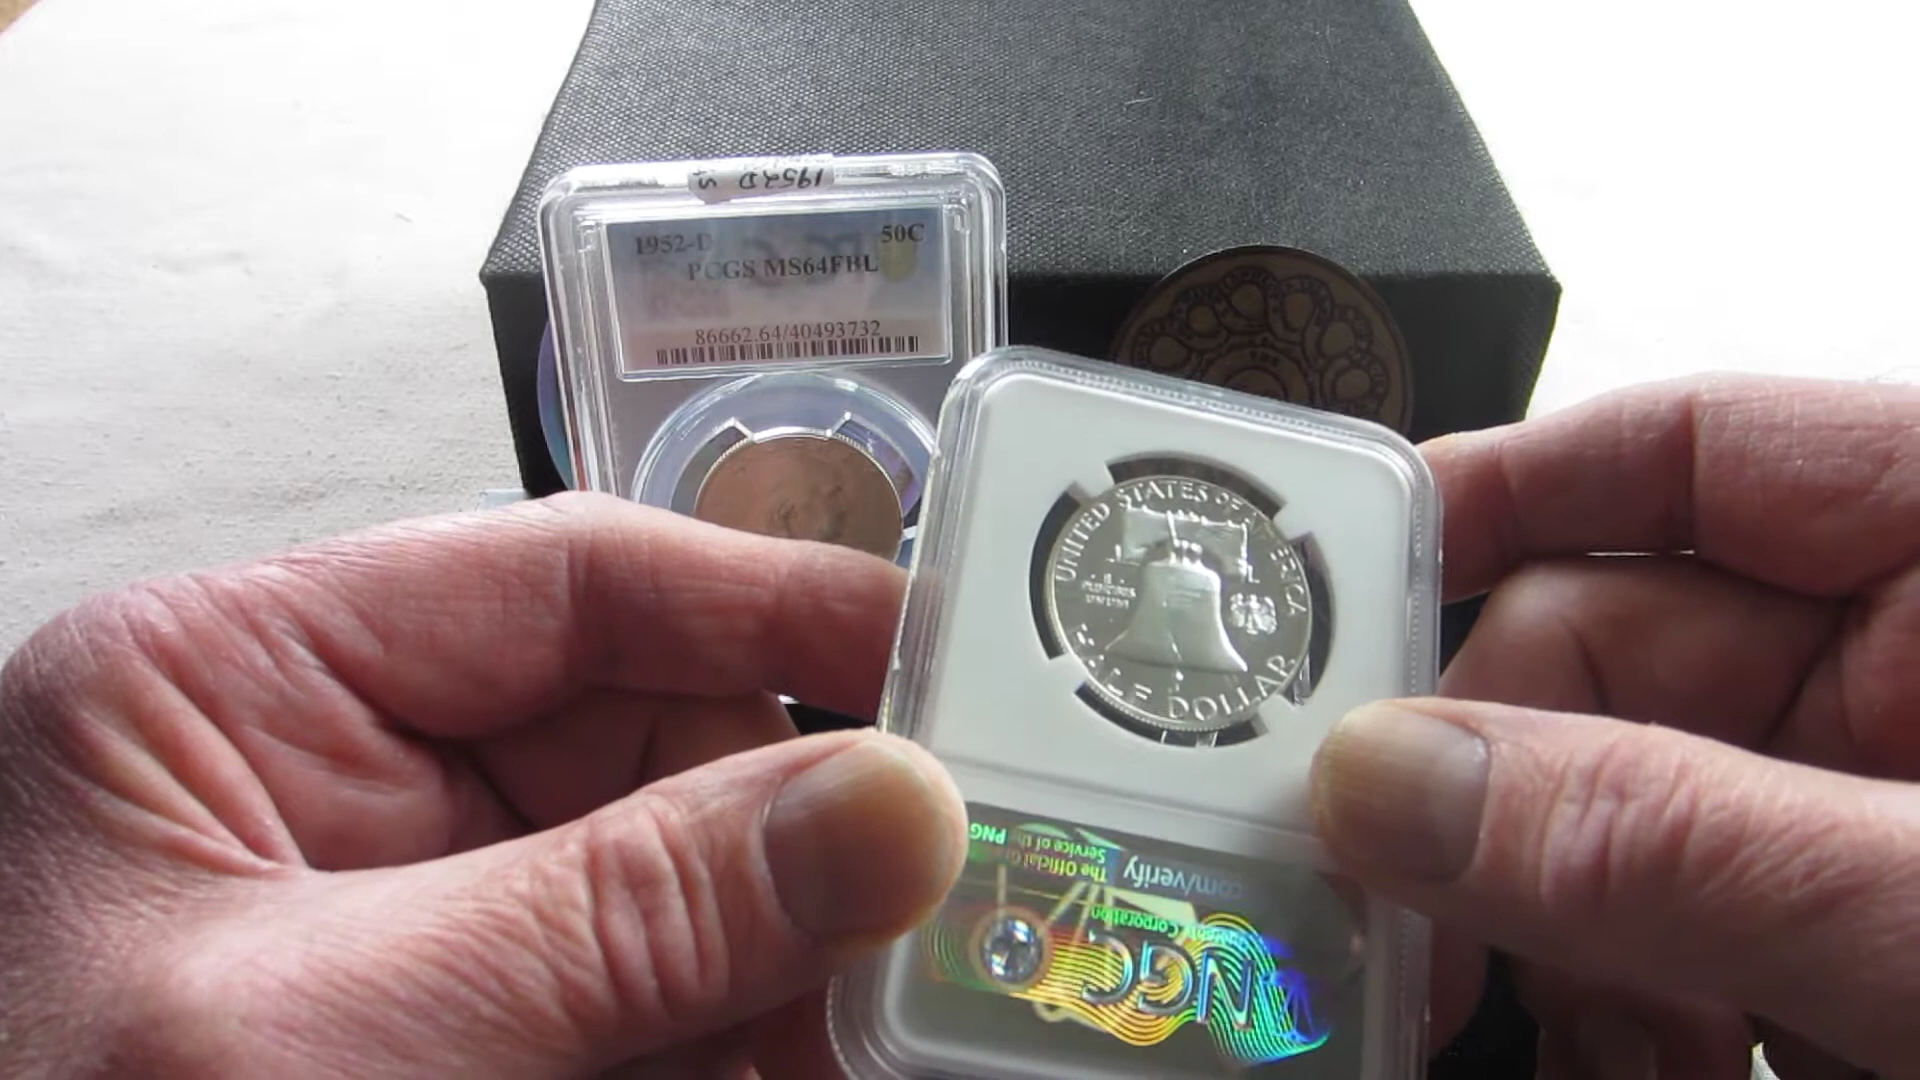 1952 D
1952-D 50C
PCGS MS64FBL
86662.64/40493732
UNITED STATES OF AMERICA
E
PLURIBUS
UNUM
HALF DOLLAR
The Official
Service of the PNG
.com/verify
Corporation
NGC